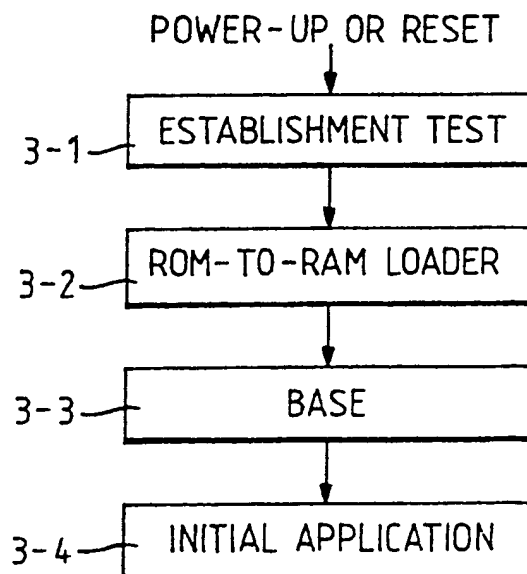 POWER-UP OR RESET
3-1 ESTABLISHMENT TEST
3-2 ROM-TO-RAM LOADER
3-3 BASE
3-4 INITIAL APPLICATION